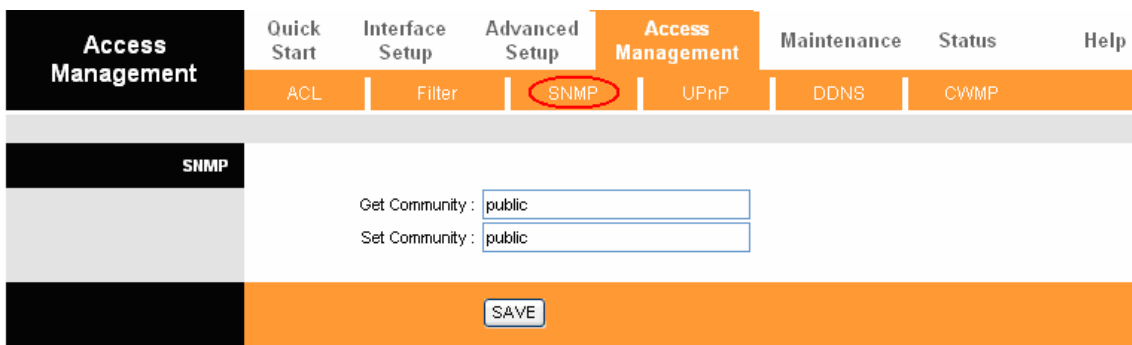 Access
Management
Quick
Start
Interface
Setup
Advanced
Setup
Access
Management
Maintenance
Status
Help
ACL
Filter
SNMP
UPnP
DDNS
CWMP
SNMP
Get Community : public
Set Community : public
SAVE